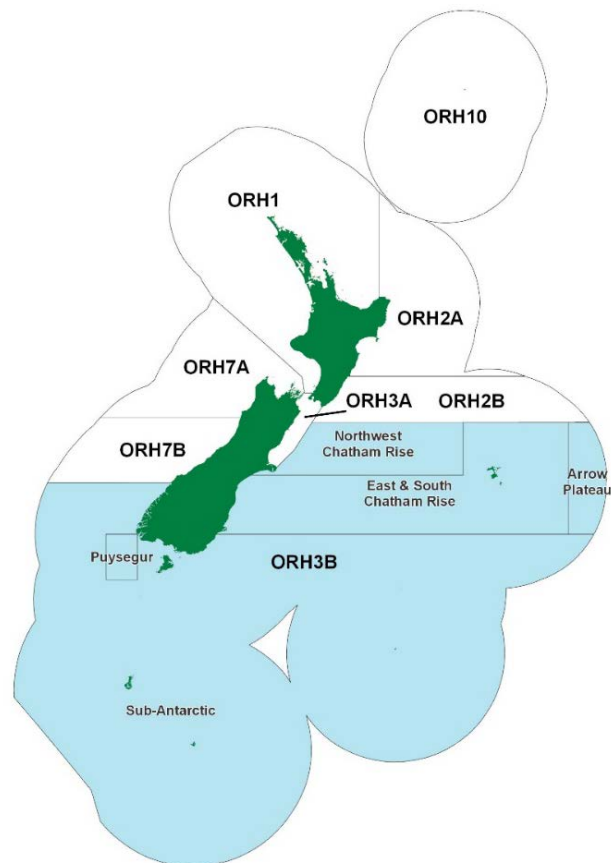 ORH10
ORH1
ORH2A
ORH7A
ORH3A
ORH2B
Northwest
Chatham Rise
ORH7B
East & South
Chatham Rise
Arrow
Plateau
Puysegur
ORH3B
Sub-Antarctic